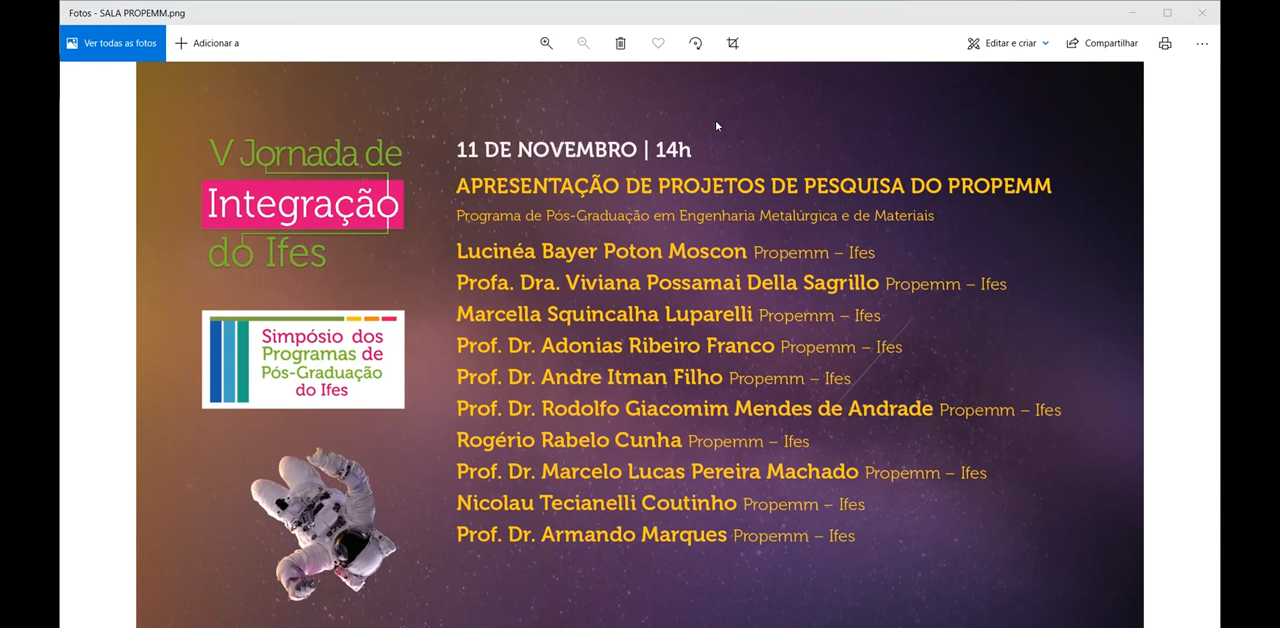 Fotos - SALA PROPEMM.png
Ver todas as fotos
Adicionar a
Editar e criar
Compartilhar
V Jornada de
Integração
do Ifes
Simpósio dos
Programas de
Pós-Graduação
do Ifes
11 DE NOVEMBRO | 14h
APRESENTAÇÃO DE PROJETOS DE PESQUISA DO PROPEMM
Programa de Pós-Graduação em Engenharia Metalúrgica e de Materiais
Lucinéa Bayer Poton Moscon Propemm – Ifes
Profa. Dra. Viviana Possamai Della Sagrillo Propemm – Ifes
Marcella Squincalha Luparelli Propemm – Ifes
Prof. Dr. Adonias Ribeiro Franco Propemm – Ifes
Prof. Dr. Andre Itman Filho Propemm – Ifes
Prof. Dr. Rodolfo Giacomim Mendes de Andrade Propemm – Ifes
Rogério Rabelo Cunha Propemm – Ifes
Prof. Dr. Marcelo Lucas Pereira Machado Propemm – Ifes
Nicolau Tecianelli Coutinho Propemm – Ifes
Prof. Dr. Armando Marques Propemm – Ifes